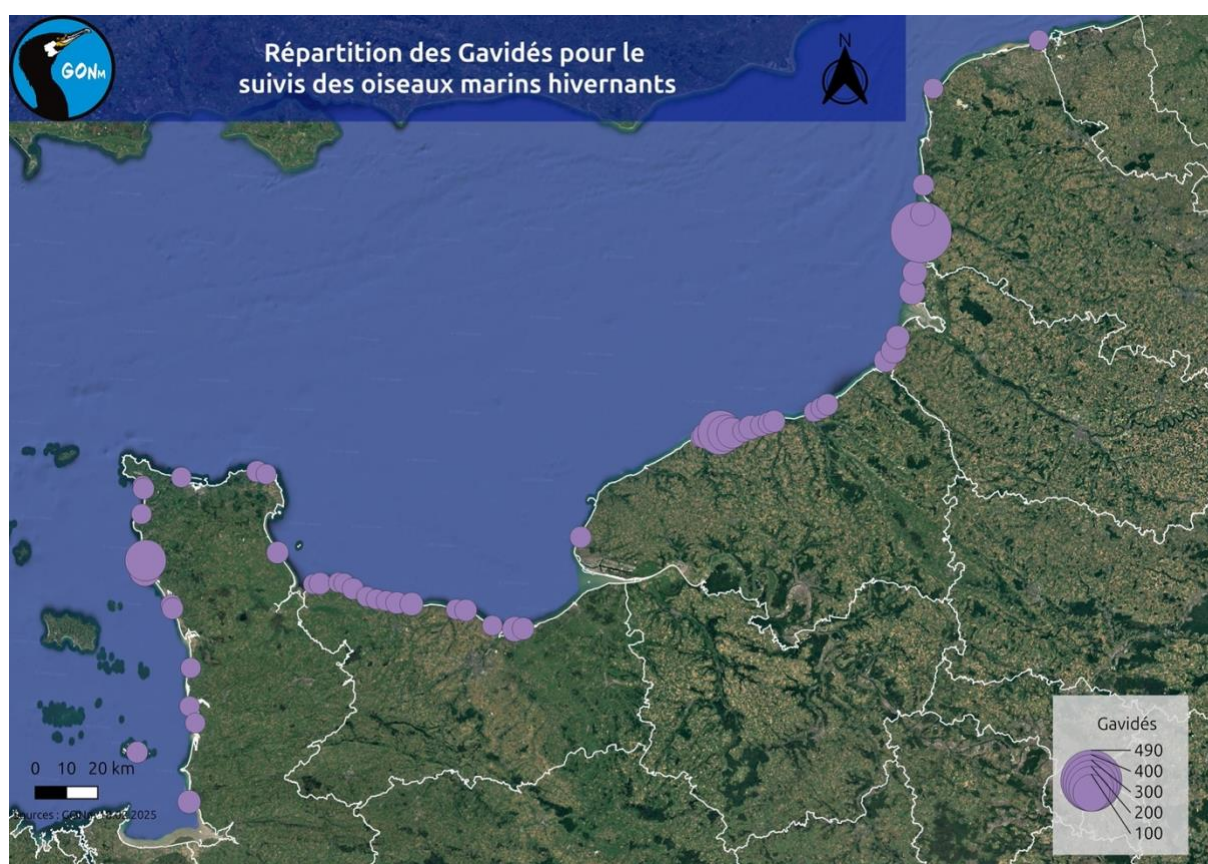 GONm
Répartition des Gavidés pour le
suivis des oiseaux marins hivernants
N
Gavidés
490
400
300
200
100
0 10 20 km
2025